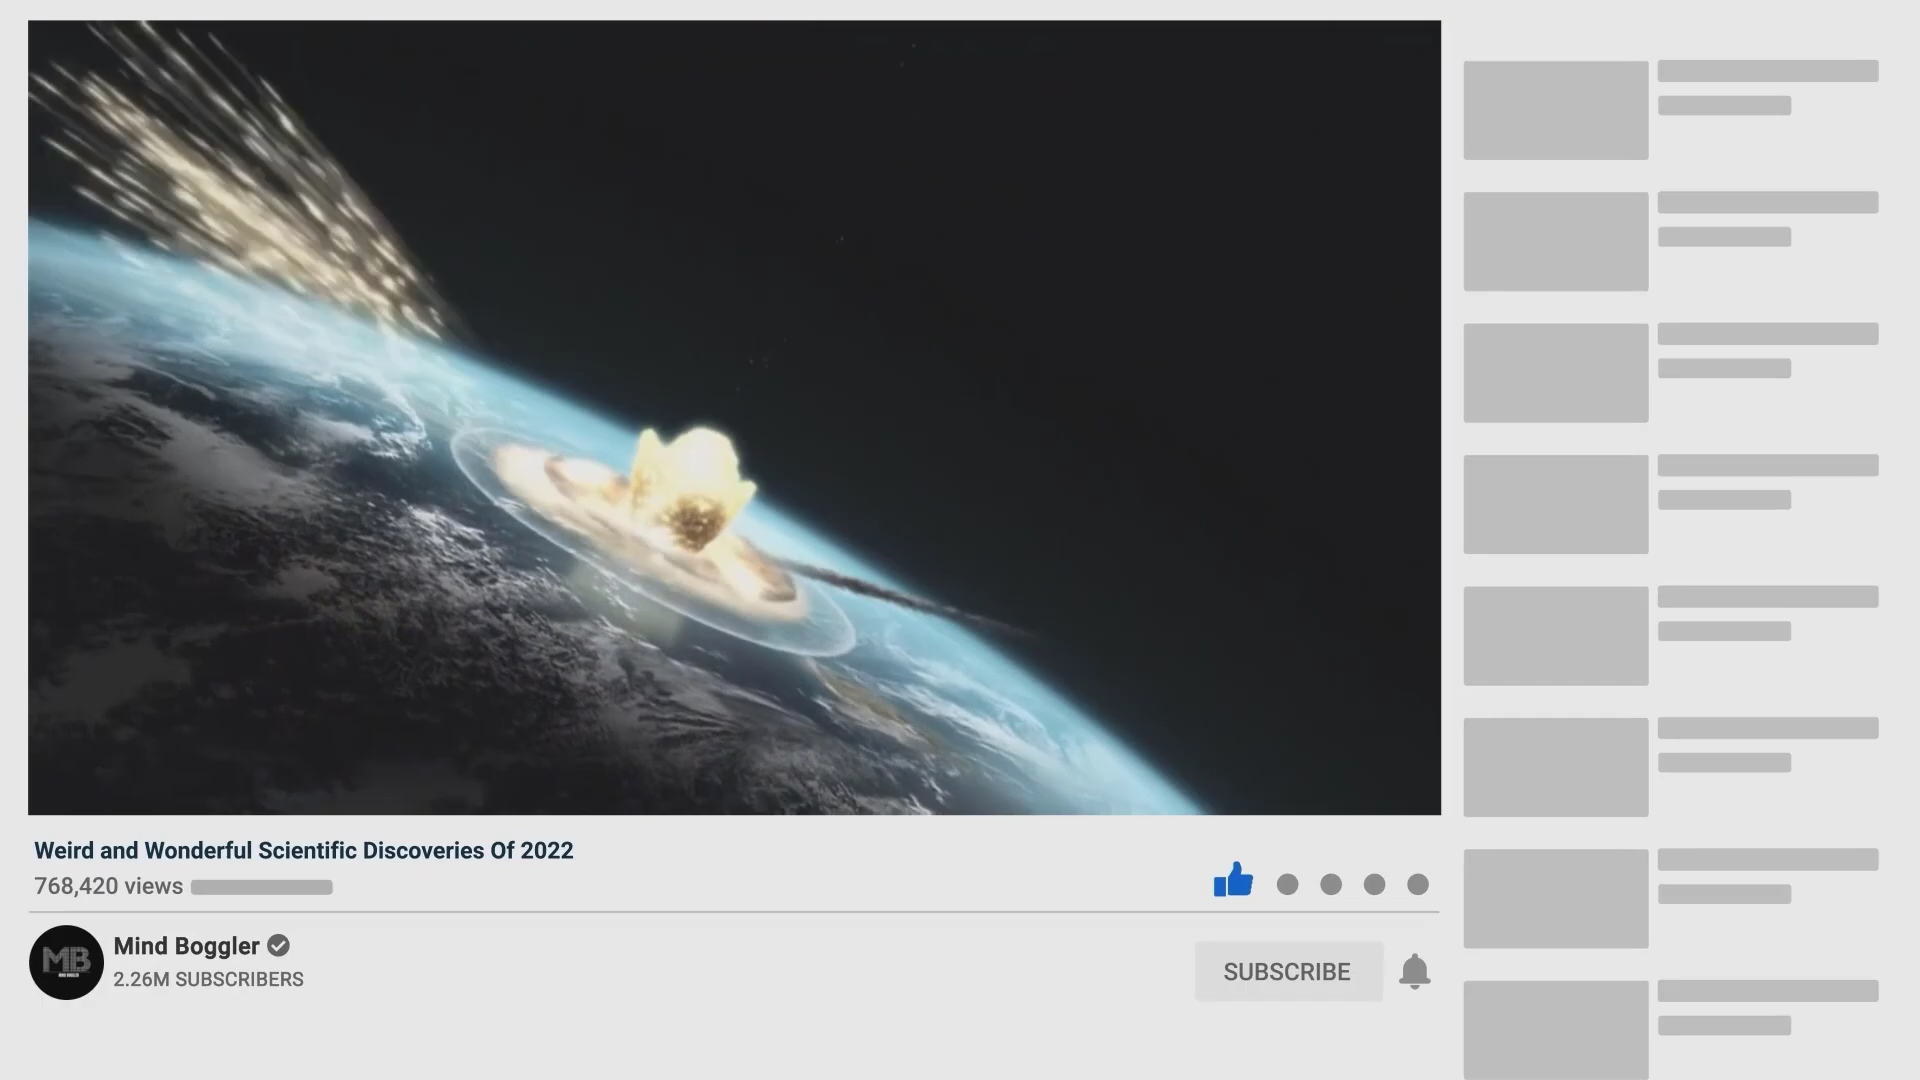 Weird and Wonderful Scientific Discoveries Of 2022
768,420 views
MB
Mind Boggler
2.26M SUBSCRIBERS
SUBSCRIBE